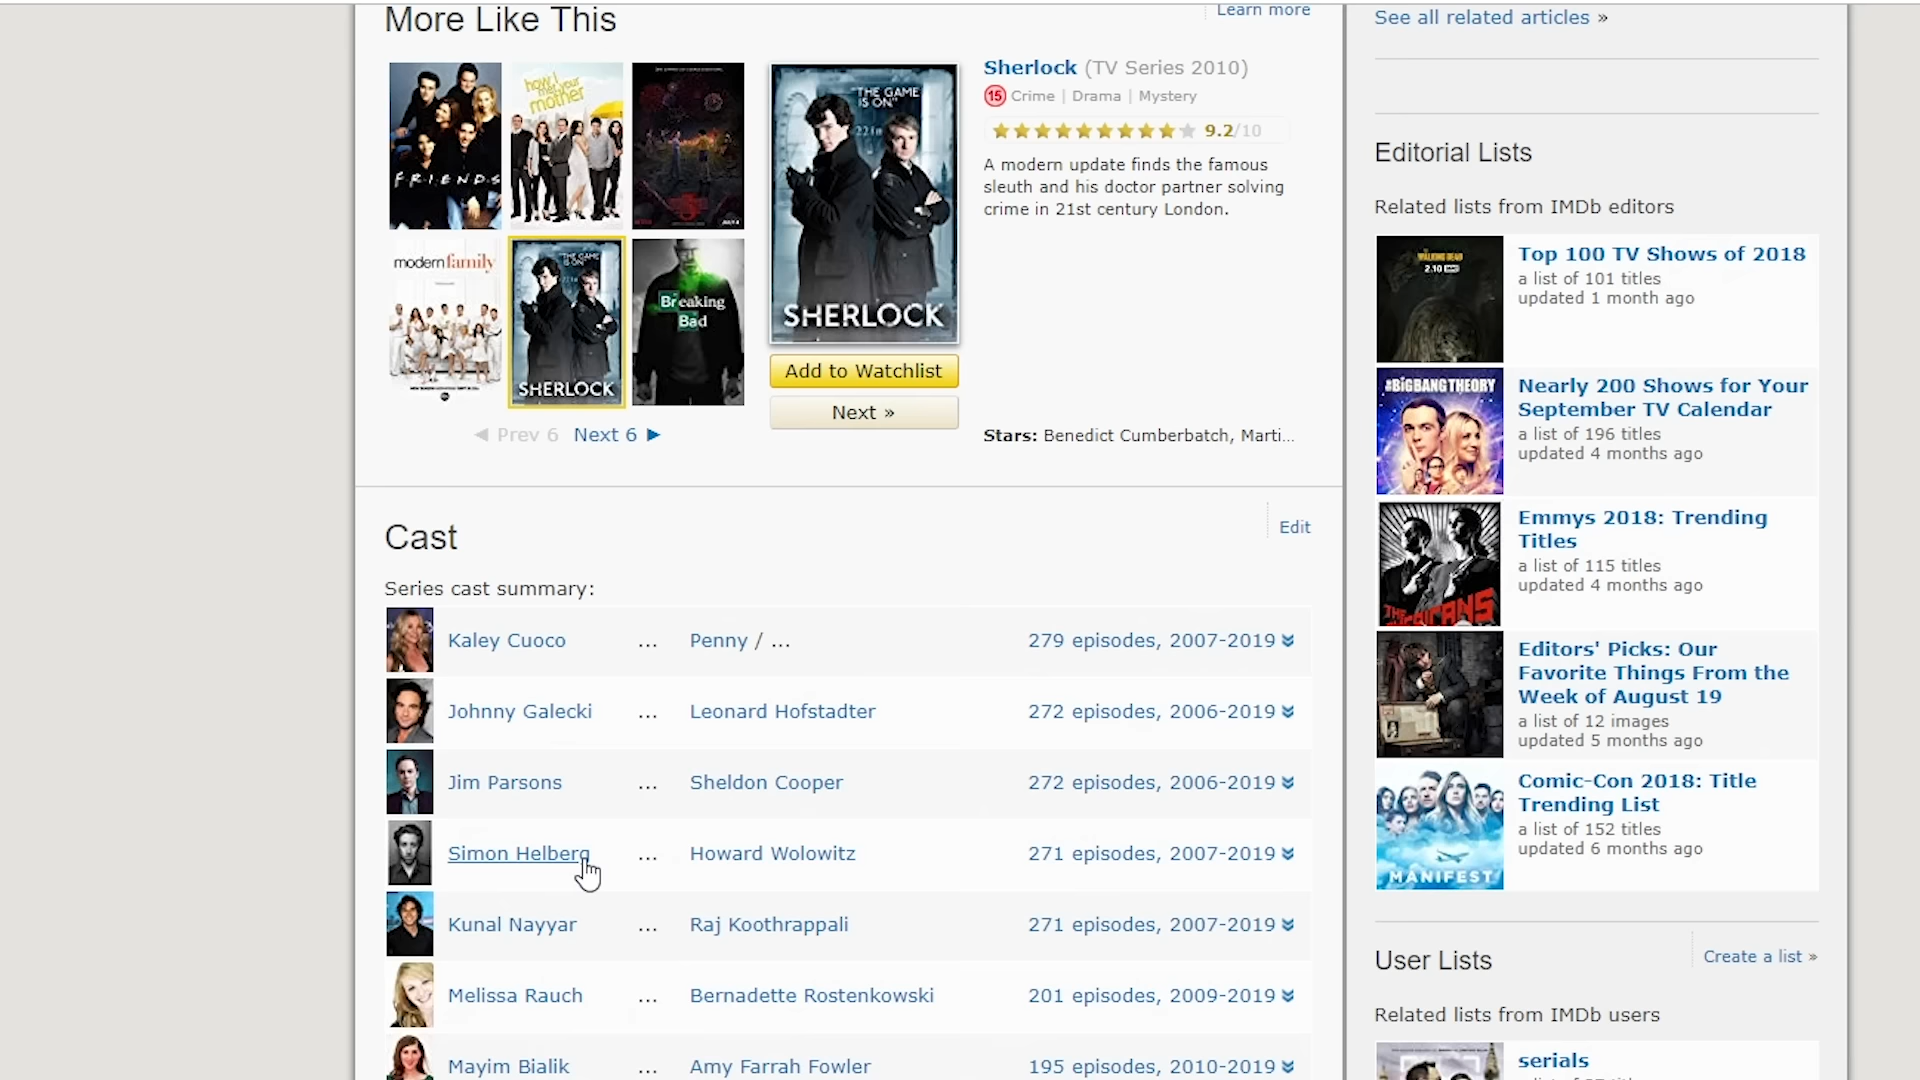 More Like This
Learn more
F·R·I·E·N·D·S
how i
met your
mother
modern family
"THE GAME
IS ON"
SHERLOCK
Breaking
Bad
◀ Prev 6 Next 6 ▶
"THE GAME
IS ON"
SHERLOCK
Add to Watchlist
Next »
Sherlock (TV Series 2010)
15 Crime | Drama | Mystery
9.2/10
A modern update finds the famous
sleuth and his doctor partner solving
crime in 21st century London.
Stars: Benedict Cumberbatch, Marti...
Cast
Edit
Series cast summary:
Kaley Cuoco ... Penny / ... 279 episodes, 2007-2019
Johnny Galecki ... Leonard Hofstadter 272 episodes, 2006-2019
Jim Parsons ... Sheldon Cooper 272 episodes, 2006-2019
Simon Helberg ... Howard Wolowitz 271 episodes, 2007-2019
Kunal Nayyar ... Raj Koothrappali 271 episodes, 2007-2019
Melissa Rauch ... Bernadette Rostenkowski 201 episodes, 2009-2019
Mayim Bialik ... Amy Farrah Fowler 195 episodes, 2010-2019
See all related articles »
Editorial Lists
Related lists from IMDb editors
2.10
Top 100 TV Shows of 2018
a list of 101 titles
updated 1 month ago
#BIGBANGTHEORY
Nearly 200 Shows for Your
September TV Calendar
a list of 196 titles
updated 4 months ago
Emmys 2018: Trending
Titles
a list of 115 titles
updated 4 months ago
Editors' Picks: Our
Favorite Things From the
Week of August 19
a list of 12 images
updated 5 months ago
MANIFEST
Comic-Con 2018: Title
Trending List
a list of 152 titles
updated 6 months ago
User Lists
Create a list »
Related lists from IMDb users
serials